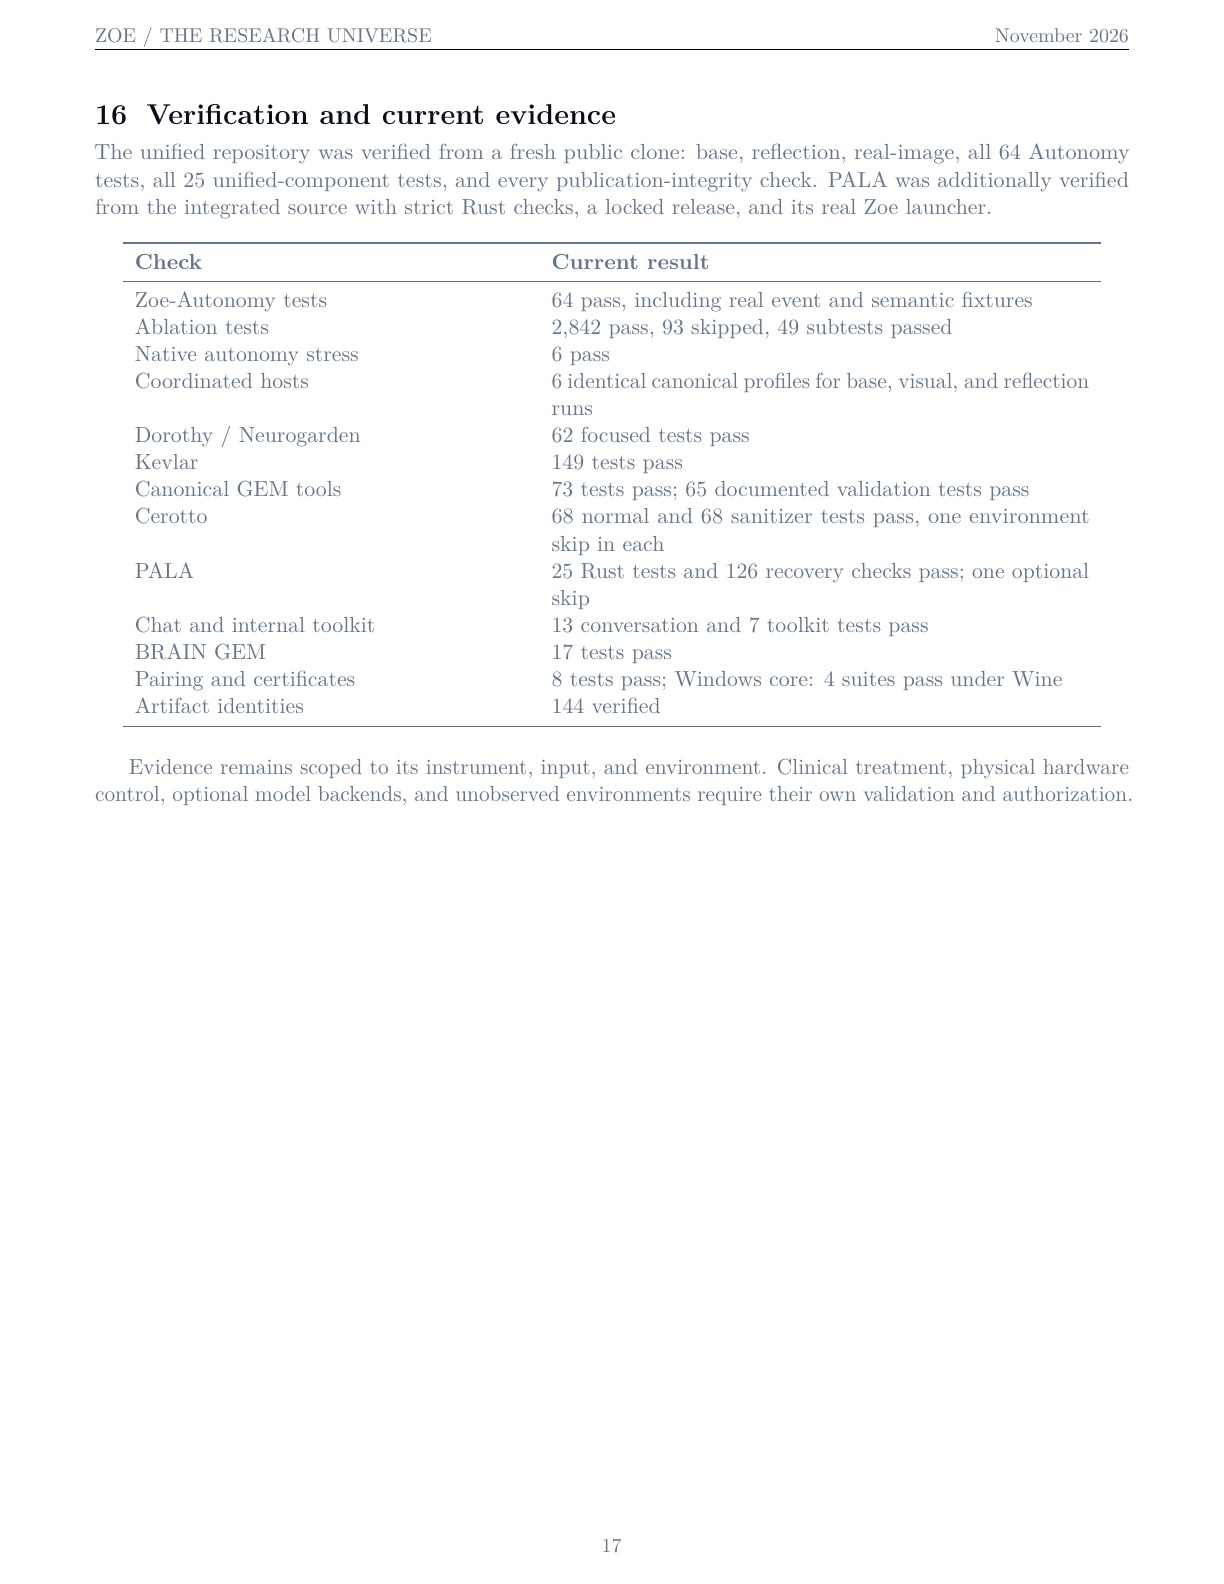 ZOE / THE RESEARCH UNIVERSE November 2026
16 Verification and current evidence
The unified repository was verified from a fresh public clone: base, reflection, real-image, all 64 Autonomy
tests, all 25 unified-component tests, and every publication-integrity check. PALA was additionally verified
from the integrated source with strict Rust checks, a locked release, and its real Zoe launcher.
Check Current result
Zoe-Autonomy tests 64 pass, including real event and semantic fixtures
Ablation tests 2,842 pass, 93 skipped, 49 subtests passed
Native autonomy stress 6 pass
Coordinated hosts 6 identical canonical profiles for base, visual, and reflection
runs
Dorothy / Neurogarden 62 focused tests pass
Kevlar 149 tests pass
Canonical GEM tools 73 tests pass; 65 documented validation tests pass
Cerotto 68 normal and 68 sanitizer tests pass, one environment
skip in each
PALA 25 Rust tests and 126 recovery checks pass; one optional
skip
Chat and internal toolkit 13 conversation and 7 toolkit tests pass
BRAIN GEM 17 tests pass
Pairing and certificates 8 tests pass; Windows core: 4 suites pass under Wine
Artifact identities 144 verified
Evidence remains scoped to its instrument, input, and environment. Clinical treatment, physical hardware
control, optional model backends, and unobserved environments require their own validation and authorization.
17